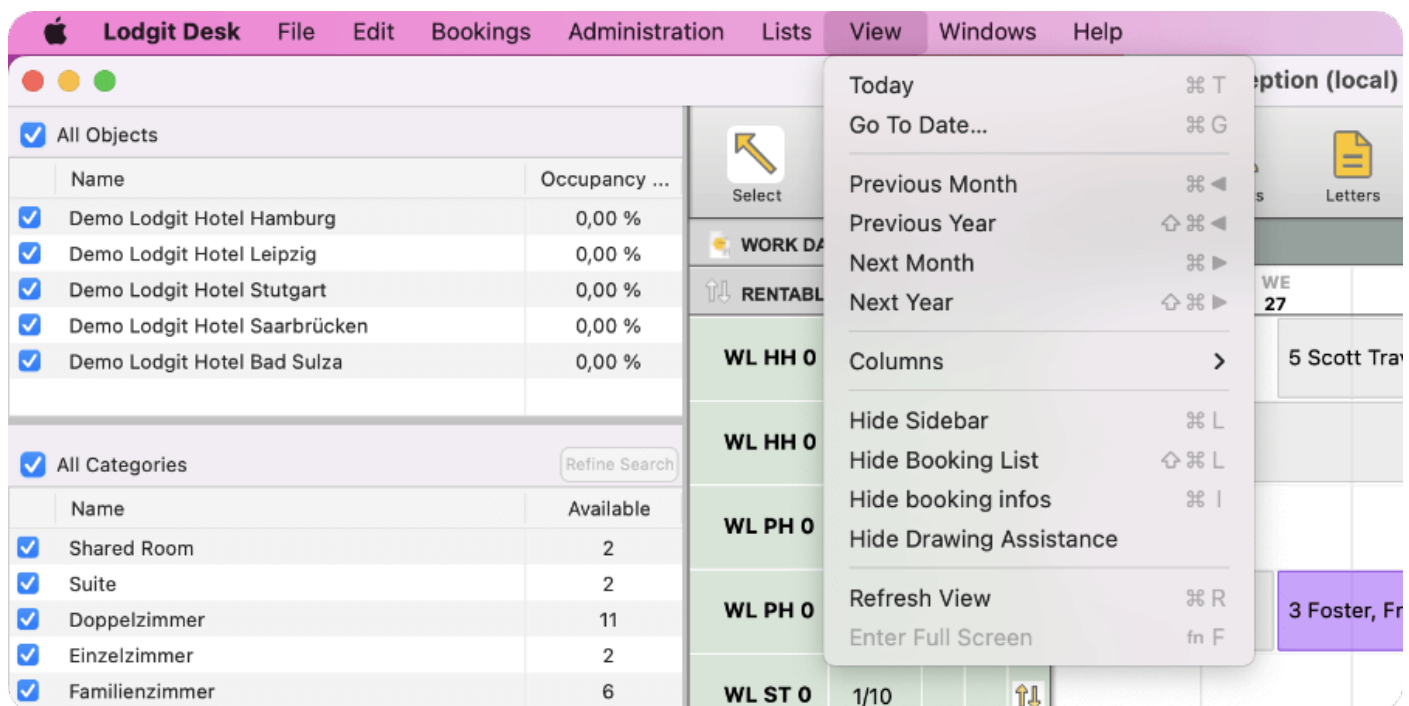 Lodgit Desk File Edit Bookings Administration Lists View Windows Help
eption (local)
All Objects
Name Occupancy ...
Demo Lodgit Hotel Hamburg 0,00 %
Demo Lodgit Hotel Leipzig 0,00 %
Demo Lodgit Hotel Stutgart 0,00 %
Demo Lodgit Hotel Saarbrücken 0,00 %
Demo Lodgit Hotel Bad Sulza 0,00 %
All Categories Refine Search
Name Available
Shared Room 2
Suite 2
Doppelzimmer 11
Einzelzimmer 2
Familienzimmer 6
Select
s
Letters
WORK DA
RENTABL
WE
27
WL HH 0
5 Scott Trav
WL HH 0
WL PH 0
WL PH 0
3 Foster, Fr
WL ST 0 1/10
Today ⌘ T
Go To Date... ⌘ G
Previous Month ⌘ ◀
Previous Year ⇧ ⌘ ◀
Next Month ⌘ ▶
Next Year ⇧ ⌘ ▶
Columns >
Hide Sidebar ⌘ L
Hide Booking List ⇧ ⌘ L
Hide booking infos ⌘ I
Hide Drawing Assistance
Refresh View ⌘ R
Enter Full Screen fn F